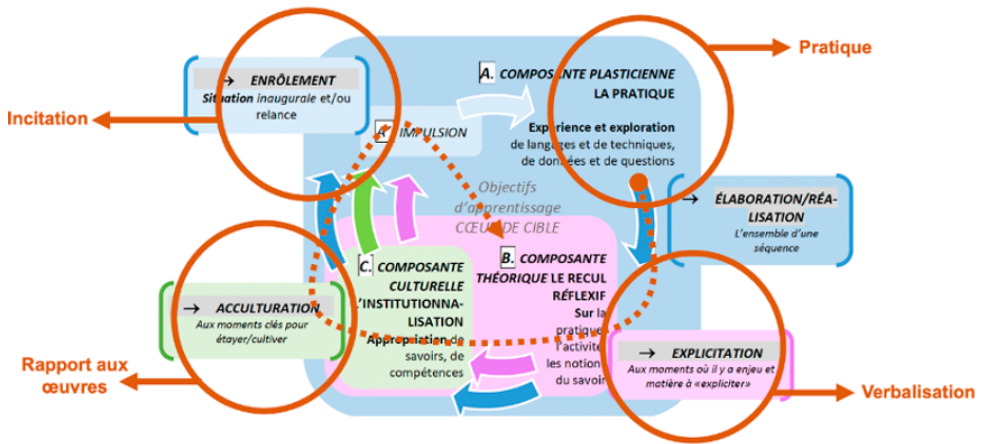 Pratique
A. COMPOSANTE PLASTICIENNE
LA PRATIQUE
→ ENRÔLEMENT
Situation inaugurale et/ou
relance
Incitation
A. IMPULSION
Expérience et exploration
de langages et de techniques,
de données et de questions
Objectifs
d'apprentissage
CŒUR DE CIBLE
→ ÉLABORATION/RÉA-
LISATION
L'ensemble d'une
séquence
B. COMPOSANTE
THÉORIQUE LE RECUL
RÉFLEXIF
Sur la
pratique
l'activité
les notion
du savoir
C. COMPOSANTE
CULTURELLE
L'INSTITUTIONNA-
LISATION
Appropriation de
savoirs, de
compétences
→ ACCULTURATION
Aux moments clés pour
étayer/cultiver
Rapport aux
œuvres
→ EXPLICITATION
Aux moments où il y a enjeu et
matière à «expliciter»
Verbalisation